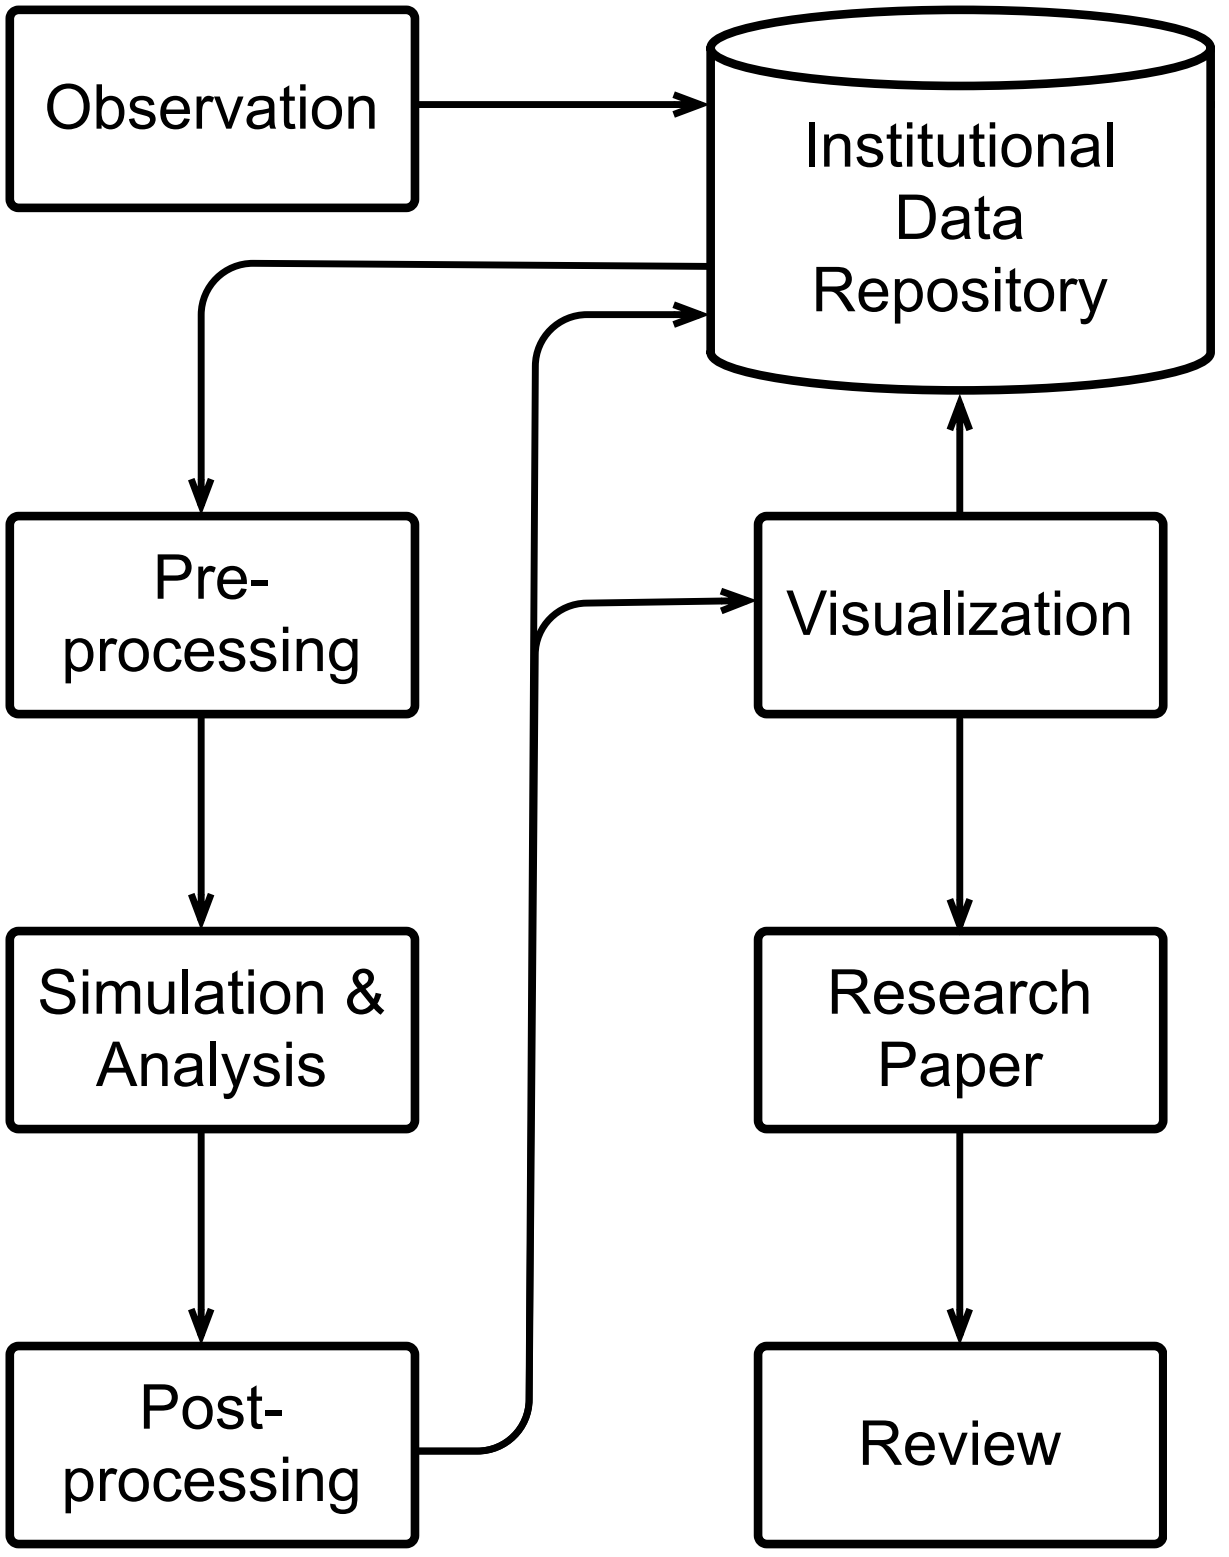 Observation
Institutional
Data
Repository
Pre-
processing
Visualization
Simulation &
Analysis
Research
Paper
Post-
processing
Review